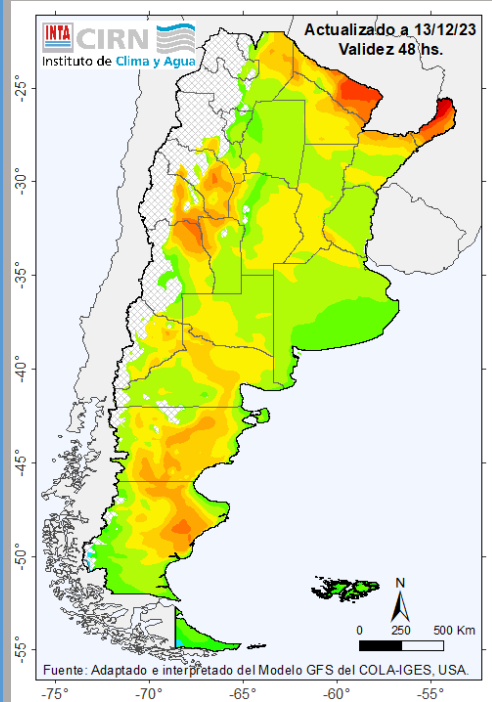 INTA CIRN
Instituto de Clima y Agua
Actualizado a 13/12/23
Validez 48 hs.
-25°
-30°
-35°
-40°
-45°
-50°
-55°
N
0 250 500 Km
Fuente: Adaptado e interpretado del Modelo GFS del COLA-IGES, USA.
-75° -70° -65° -60° -55°